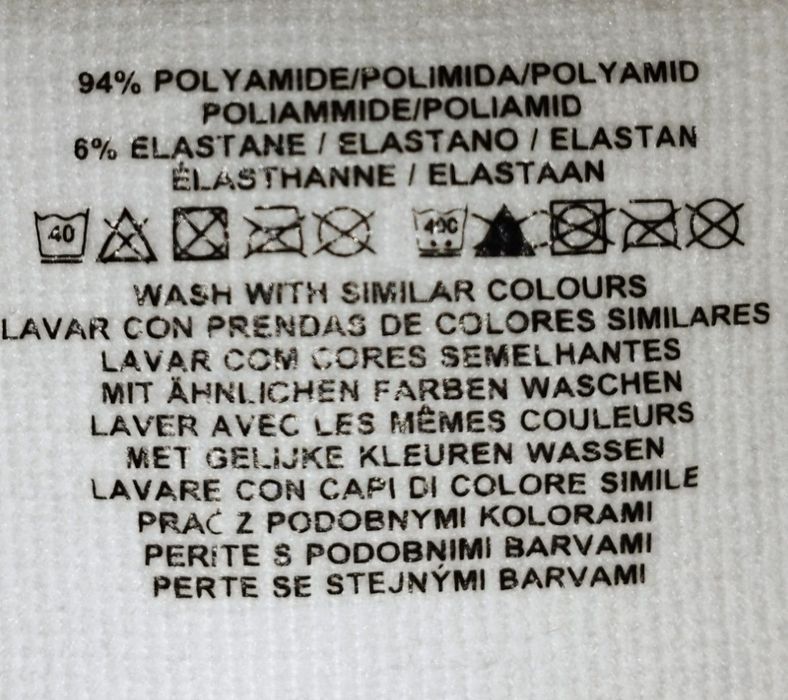 94% POLYAMIDE/POLIMIDA/POLYAMID
POLIAMMIDE/POLIAMID
6% ELASTANE / ELASTANO / ELASTAN
ÉLASTHANNE / ELASTAAN
40 40C
WASH WITH SIMILAR COLOURS
LAVAR CON PRENDAS DE COLORES SIMILARES
LAVAR COM CORES SEMELHANTES
MIT ÄHNLICHEN FARBEN WASCHEN
LAVER AVEC LES MÊMES COULEURS
MET GELIJKE KLEUREN WASSEN
LAVARE CON CAPI DI COLORE SIMILE
PRAĆ Z PODOBNYMI KOLORAMI
PERITE S PODOBNIMI BARVAMI
PERTE SE STEJNÝMI BARVAMI